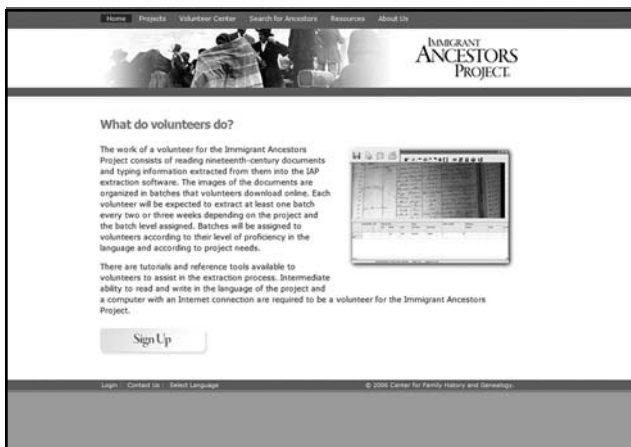 Home Projects Volunteer Center Search for Ancestors Resources About Us
IMMIGRANT
ANCESTORS
PROJECT
What do volunteers do?
The work of a volunteer for the Immigrant Ancestors
Project consists of reading nineteenth-century documents
and typing information extracted from them into the IAP
extraction software. The images of the documents are
organized in batches that volunteers download online. Each
volunteer will be expected to extract at least one batch
every two or three weeks depending on the project and
the batch level assigned. Batches will be assigned to
volunteers according to their level of proficiency in the
language and according to project needs.
There are tutorials and reference tools available to
volunteers to assist in the extraction process. Intermediate
ability to read and write in the language of the project and
a computer with an Internet connection are required to be a volunteer for the Immigrant Ancestors
Project.
Sign Up
Login | Contact Us | Select Language © 2006 Center for Family History and Genealogy.